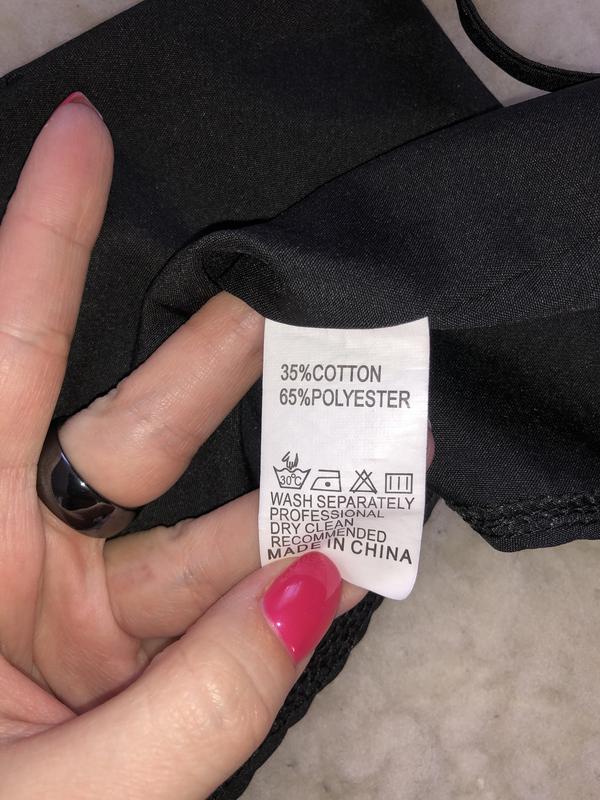 35%COTTON
65%POLYESTER
30°C
WASH SEPARATELY
PROFESSIONAL
DRY CLEAN
RECOMMENDED
MADE IN CHINA